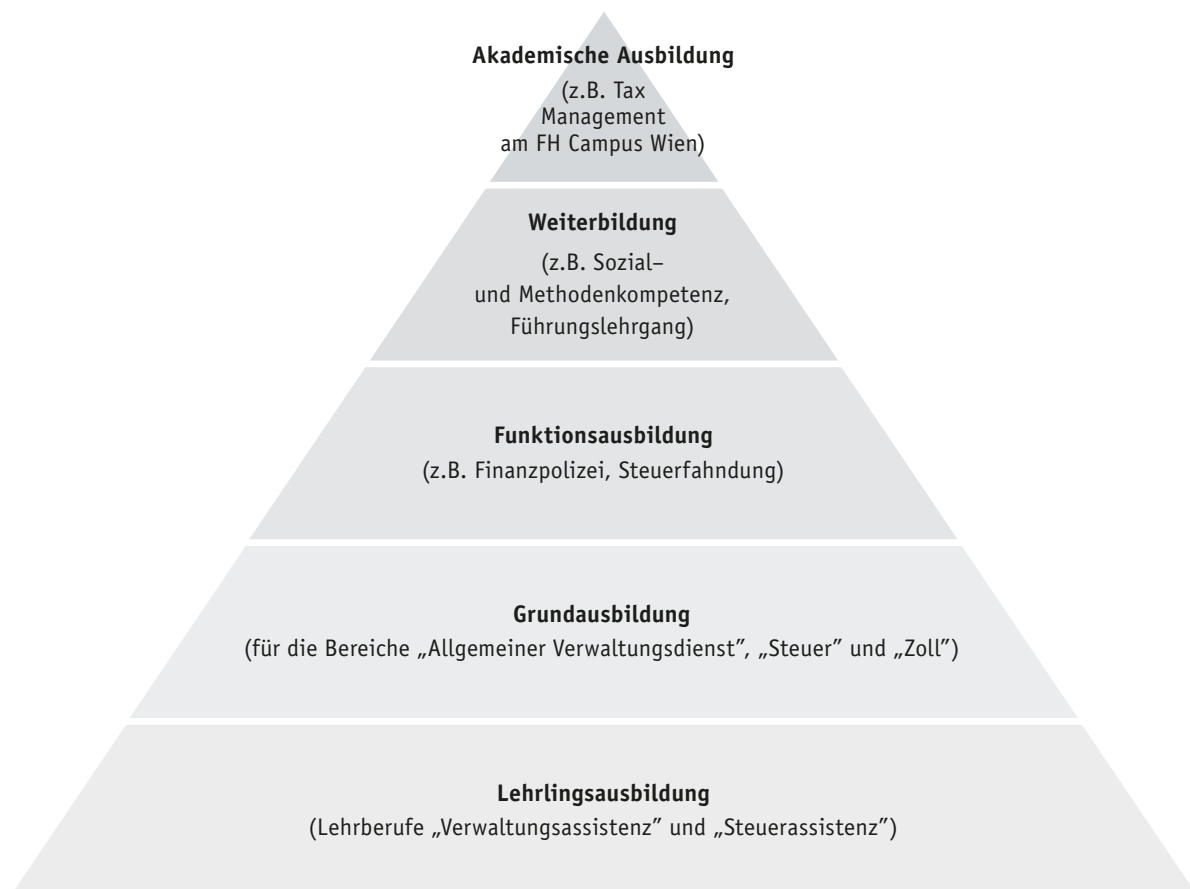 Akademische Ausbildung
(z.B. Tax
Management
am FH Campus Wien)
Weiterbildung
(z.B. Sozial–
und Methodenkompetenz,
Führungslehrgang)
Funktionsausbildung
(z.B. Finanzpolizei, Steuerfahndung)
Grundausbildung
(für die Bereiche „Allgemeiner Verwaltungsdienst”, „Steuer” und „Zoll”)
Lehrlingsausbildung
(Lehrberufe „Verwaltungsassistenz” und „Steuerassistenz”)